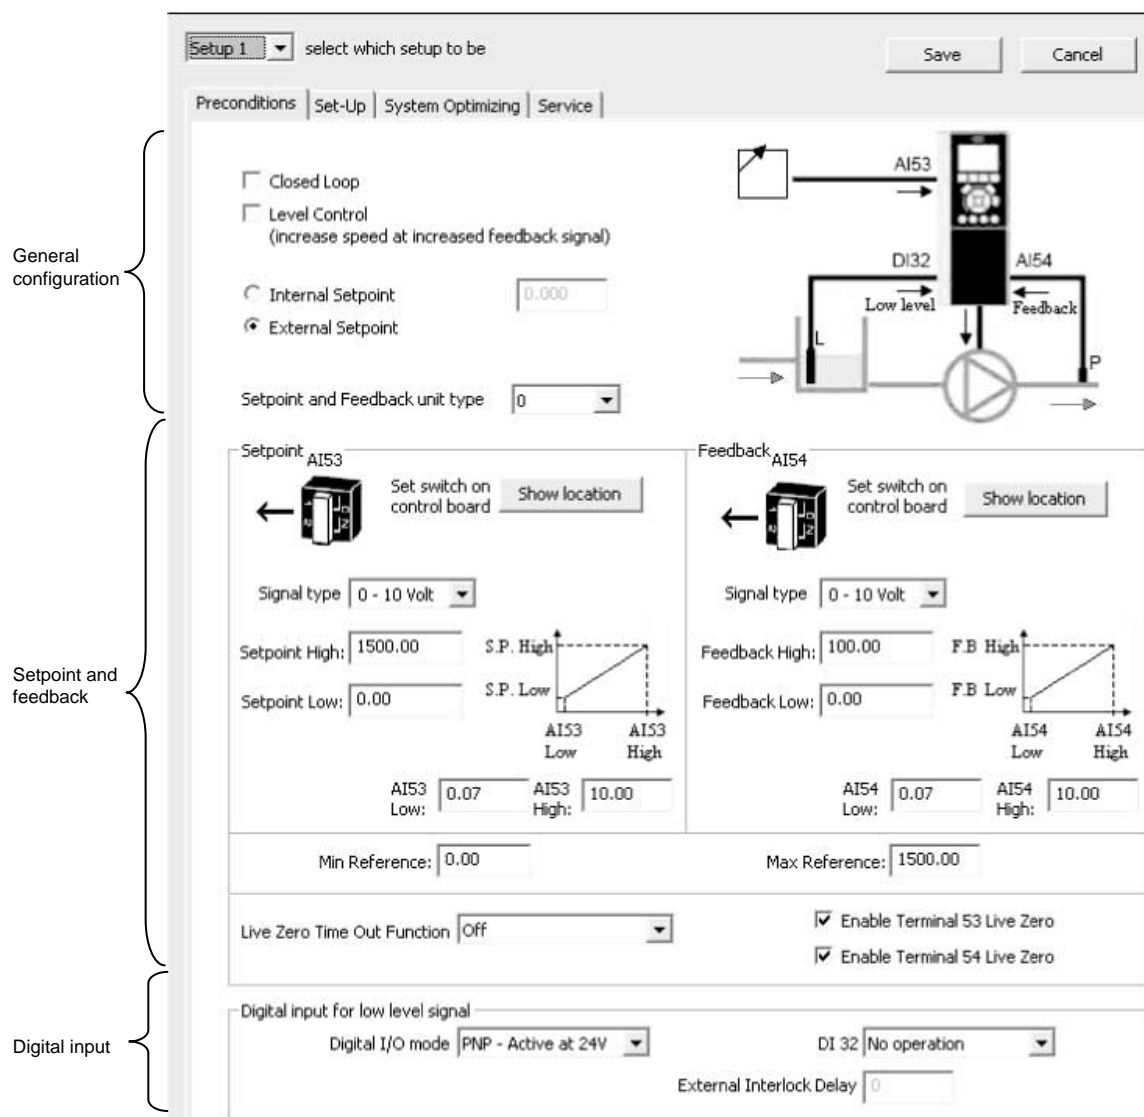 Setup 1 select which setup to be Save Cancel
Preconditions Set-Up System Optimizing Service
General
configuration
Closed Loop
Level Control
(increase speed at increased feedback signal)
Internal Setpoint 0.000
External Setpoint
Setpoint and Feedback unit type 0
AI53
DI32 AI54
Low level Feedback
L
P
Setpoint and
feedback
Setpoint
AI53
Set switch on
control board
Show location
Signal type 0 - 10 Volt
Setpoint High: 1500.00
Setpoint Low: 0.00
S.P. High
S.P. Low
AI53
Low
AI53
High
AI53
Low: 0.07
AI53
High: 10.00
Feedback
AI54
Set switch on
control board
Show location
Signal type 0 - 10 Volt
Feedback High: 100.00
Feedback Low: 0.00
F.B High
F.B Low
AI54
Low
AI54
High
AI54
Low: 0.07
AI54
High: 10.00
Min Reference: 0.00 Max Reference: 1500.00
Live Zero Time Out Function Off
Enable Terminal 53 Live Zero
Enable Terminal 54 Live Zero
Digital input
Digital input for low level signal
Digital I/O mode PNP - Active at 24V DI 32 No operation
External Interlock Delay 0